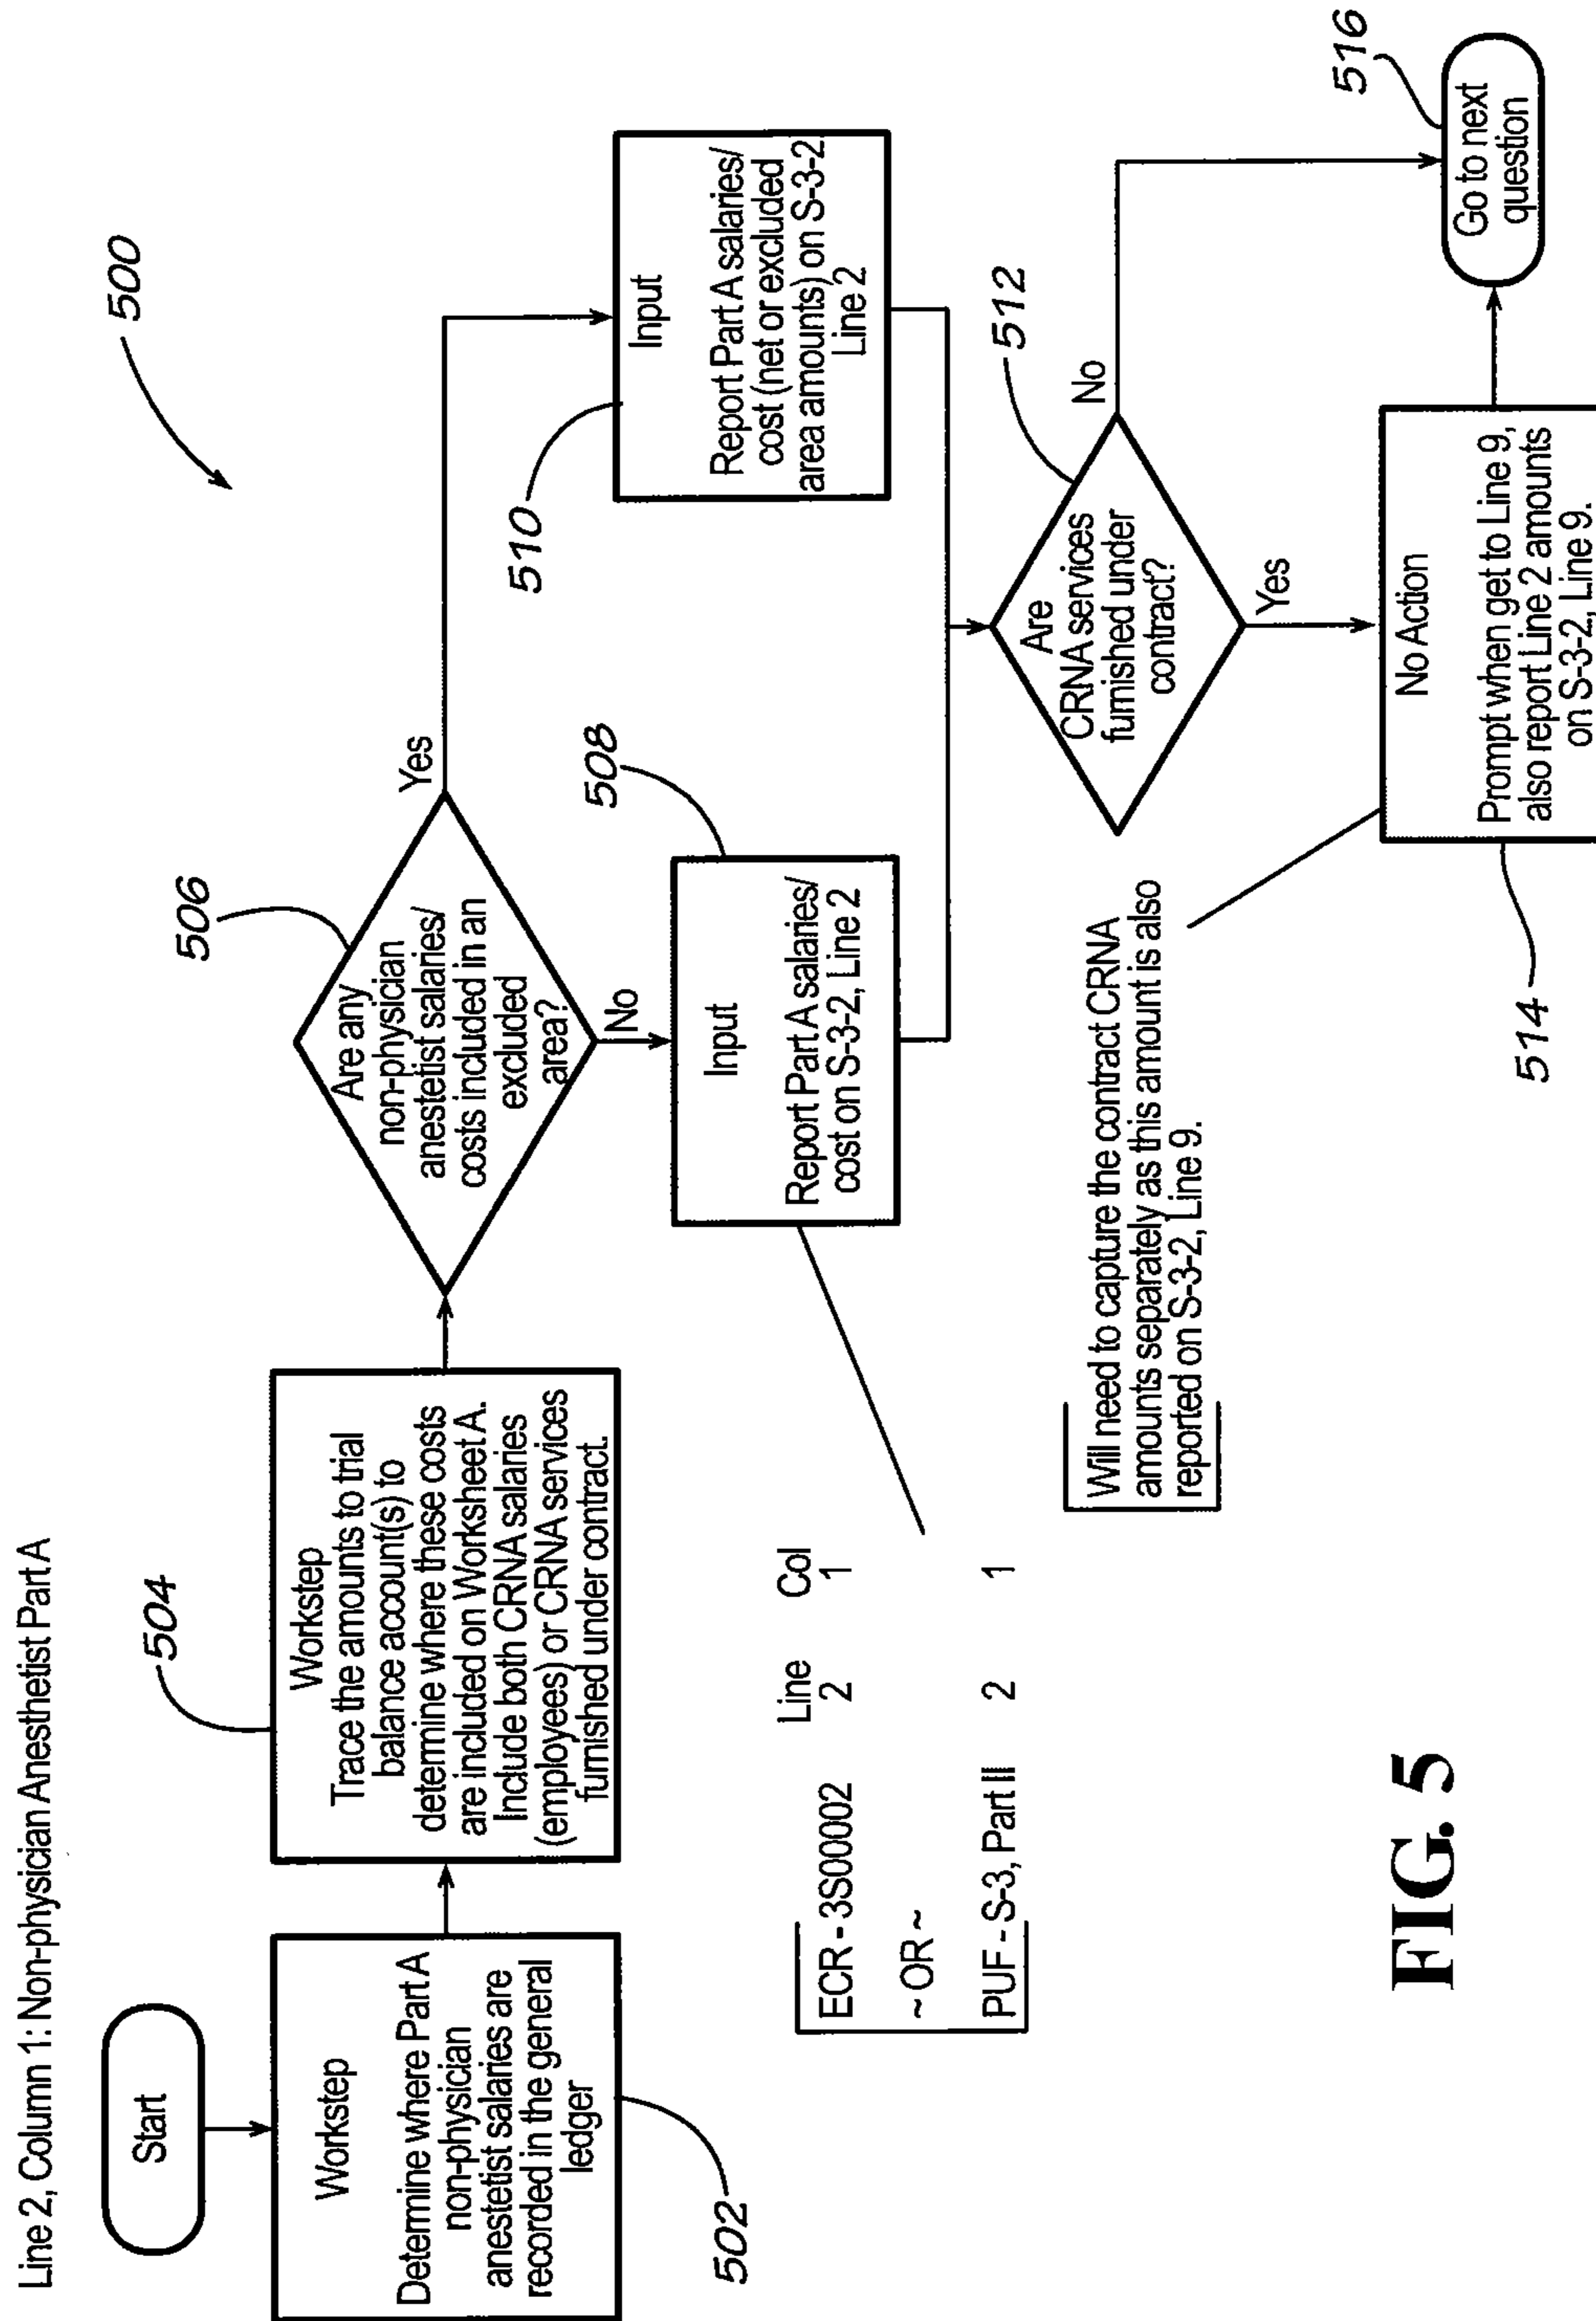 Line 2, Column 1: Non-physician Anesthetist Part A
500
Start
Workstep
Determine where Part A
non-physician
anestetist salaries are
recorded in the general
ledger
502
504
Workstep
Trace the amounts to trial
balance account(s) to
determine where these costs
are included on Worksheet A.
Include both CRNA salaries
(employees) or CRNA services
furnished under contract.
506
Are any
non-physician
anestetist salaries/
costs included in an
excluded
area?
Yes
No
508
Input
Report Part A salaries/
cost on S-3-2, Line 2
510
Input
Report Part A salaries/
cost (net or excluded
area amounts) on S-3-2
Line 2
Line Col
ECR - 3S00002 2 1
~ OR ~
PUF - S-3, Part II 2 1
512
Are
CRNA services
furnished under
contract?
No
Yes
Will need to capture the contract CRNA
amounts separately as this amount is also
reported on S-3-2, Line 9.
514
No Action
Prompt when get to Line 9,
also report Line 2 amounts
on S-3-2, Line 9.
516
Go to next
question
FIG. 5